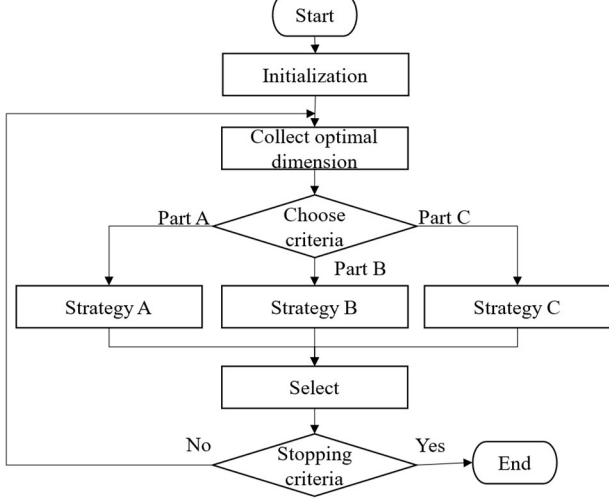 Start
Initialization
Collect optimal
dimension
Part A
Choose
criteria
Part C
Part B
Strategy A
Strategy B
Strategy C
Select
No
Stopping
criteria
Yes
End